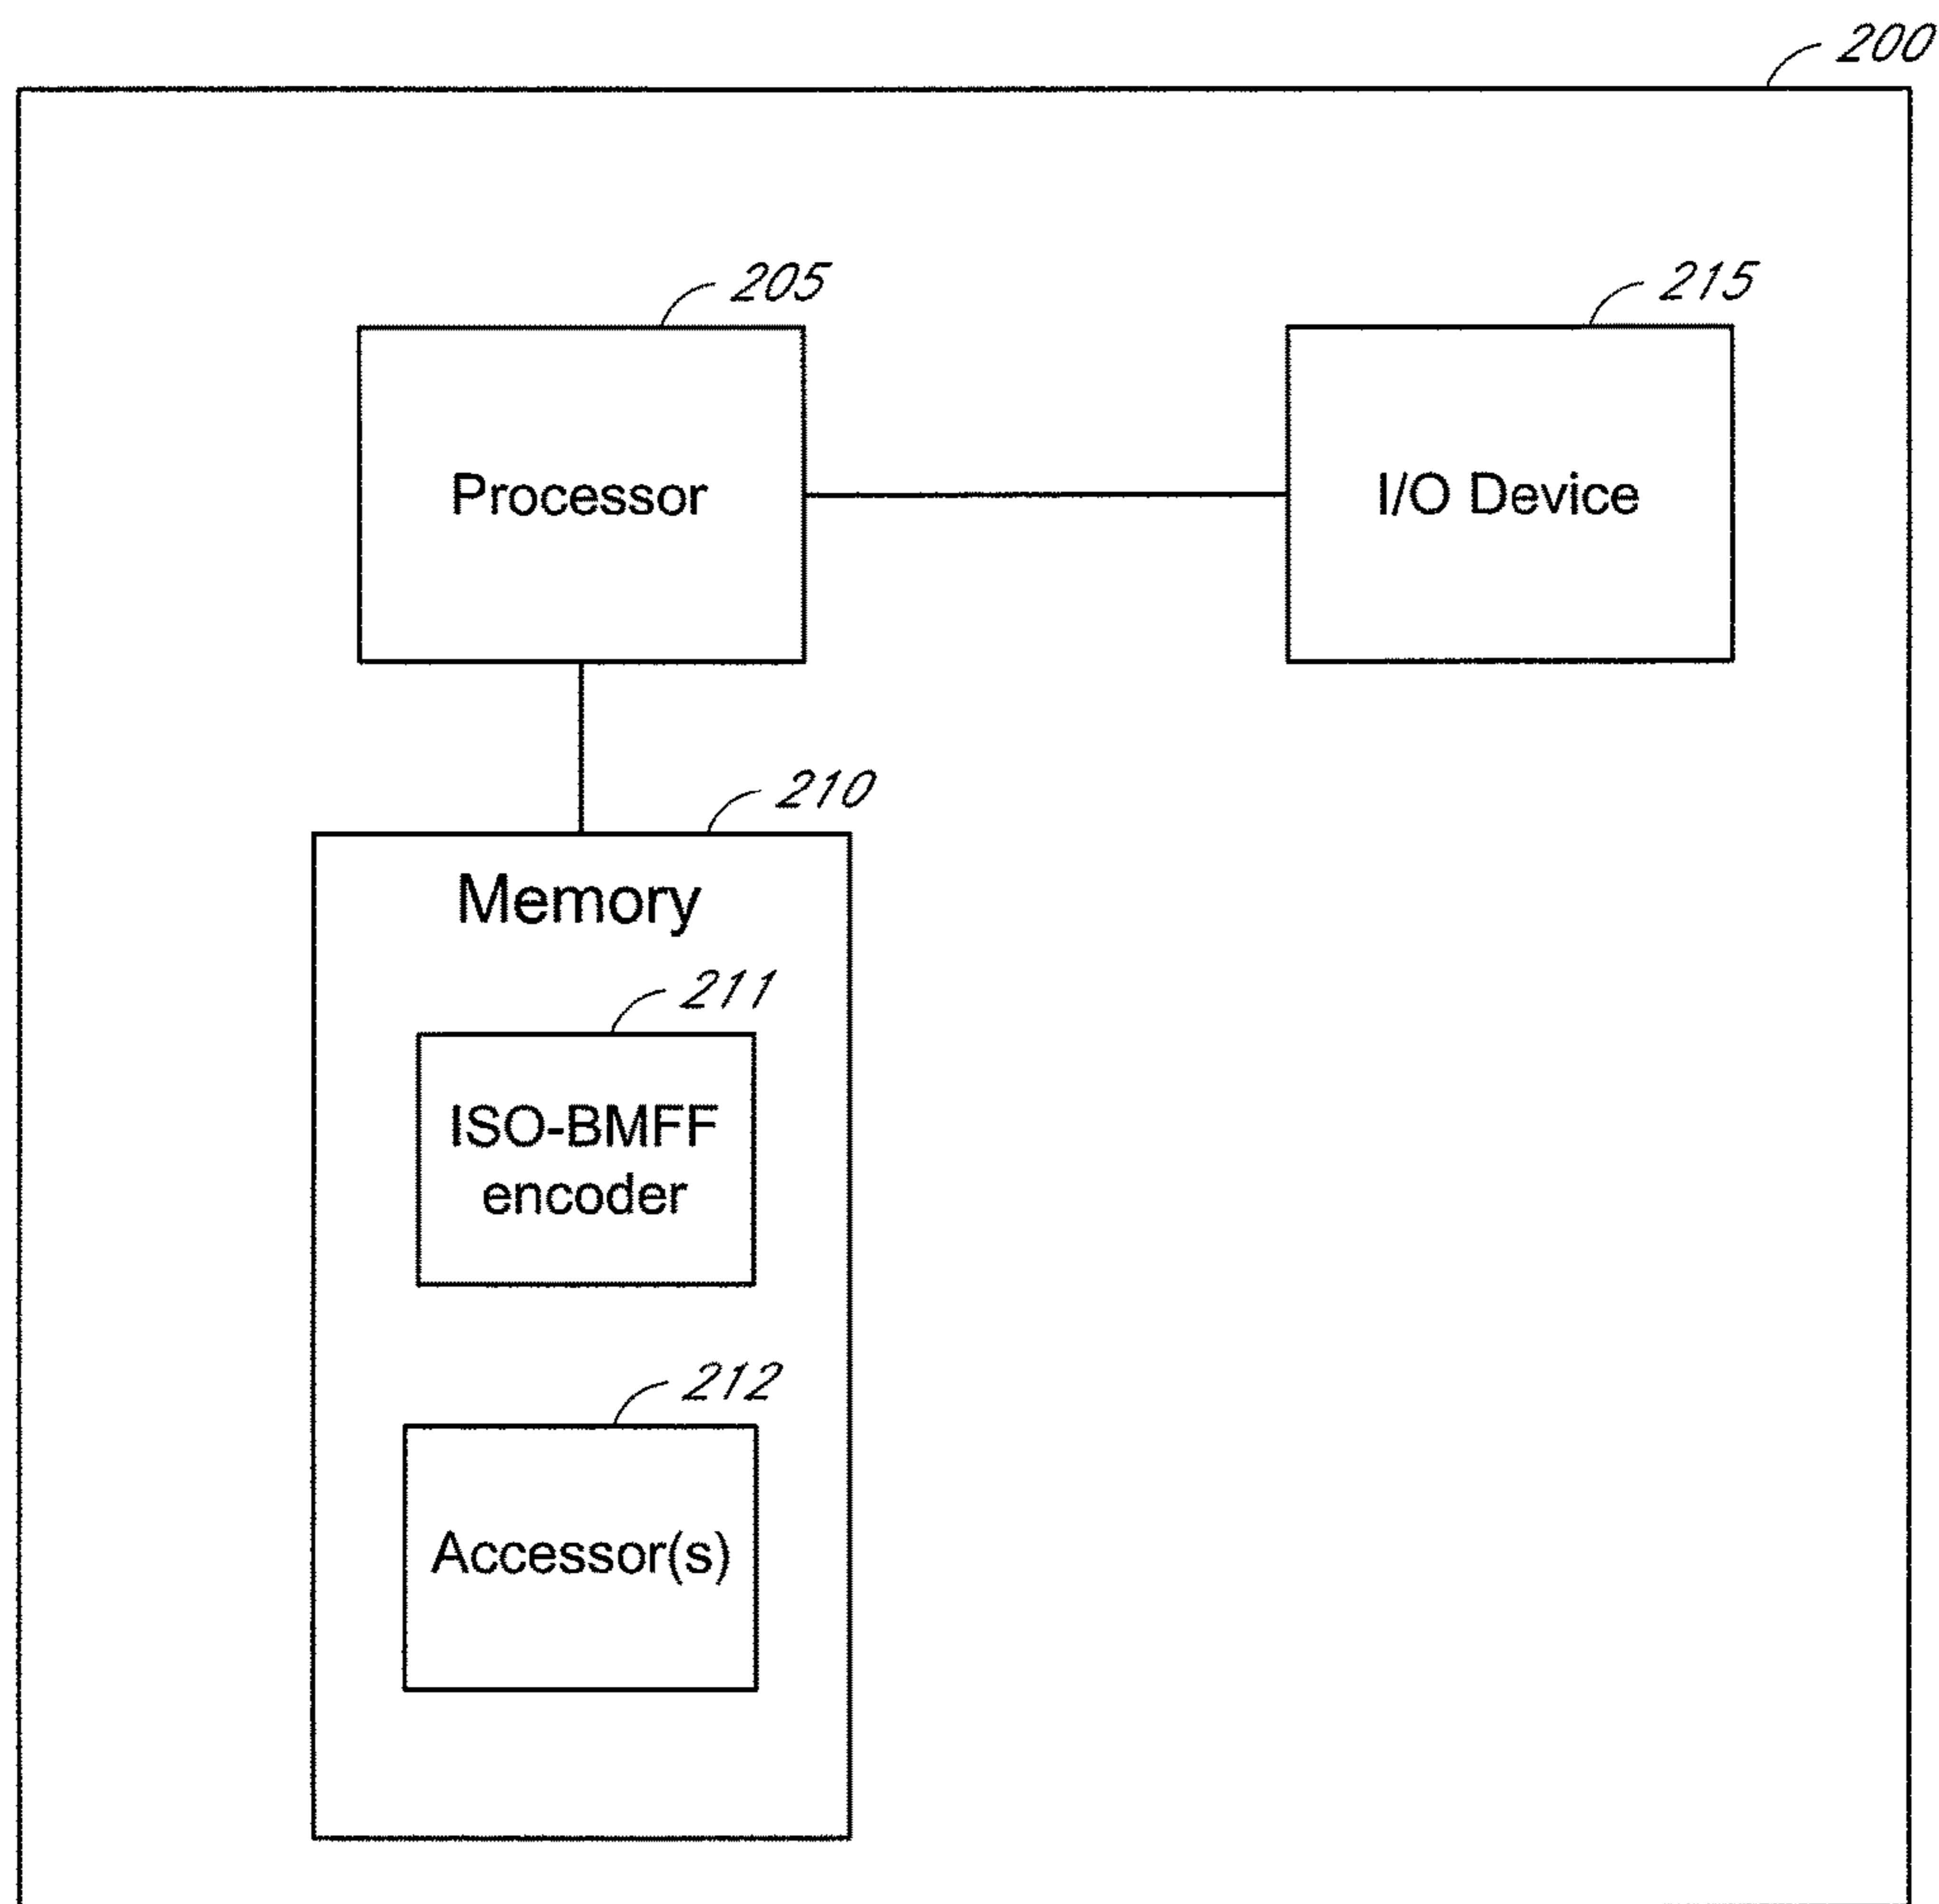 200
205
215
Processor
I/O Device
210
Memory
211
ISO-BMFF
encoder
212
Accessor(s)